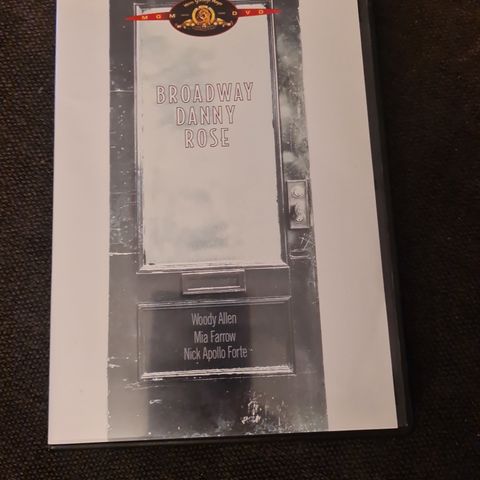 MGM DVD
BROADWAY
DANNY
ROSE
Woody Allen
Mia Farrow
Nick Apollo Forte